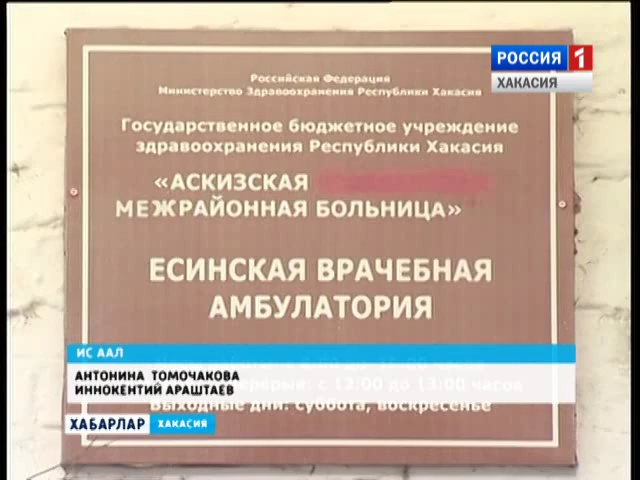 РОССИЯ 1
ХАКАСИЯ
Российская Федерация
Министерство Здравоохранения Республики Хакасия
Государственное бюджетное учреждение
здравоохранения Республики Хакасия
«АСКИЗСКАЯ
МЕЖРАЙОННАЯ БОЛЬНИЦА»
ЕСИНСКАЯ ВРАЧЕБНАЯ
АМБУЛАТОРИЯ
ИС ААЛ
АНТОНИНА ТОМОЧАКОВА
ИННОКЕНТИЙ АРАШТАЕВ
с 12:00 до 13:00 часов
Выходные дни: суббота, воскресенье
ХАБАРЛАР ХАКАСИЯ